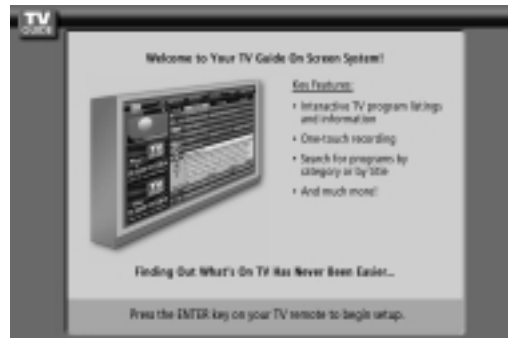 TV
GUIDE
Welcome to Your TV Guide On Screen System!
Key Features:
• Interactive TV program listings
and information
• One-touch recording
• Search for programs by
category or by title
• And much more!
Finding Out What's On TV Has Never Been Easier...
Press the ENTER key on your TV remote to begin setup.